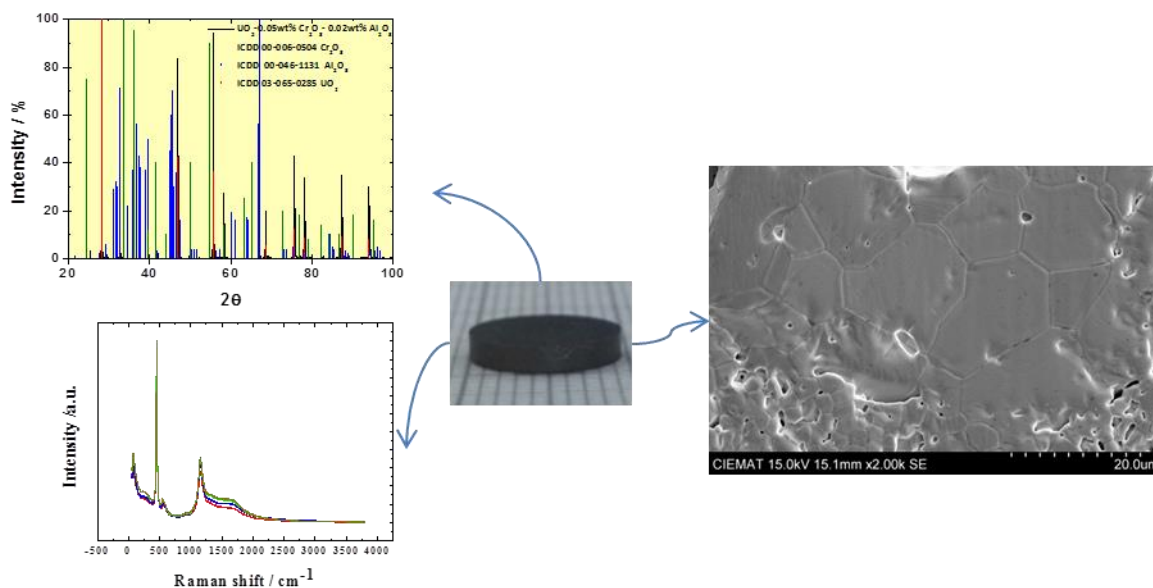 100
80
60
40
20
0
Intensity / %
UO2-0.05wt% Cr2O3-0.02wt% Al2O3
ICDD 00-006-0504 Cr2O3
ICDD 00-046-1131 Al2O3
ICDD 03-065-0285 UO2
20 40 60 80 100
2θ
Intensity /a.u.
-500 0 500 1000 1500 2000 2500 3000 3500 4000
Raman shift / cm-1
CIEMAT 15.0kV 15.1mm x2.00k SE 20.0um